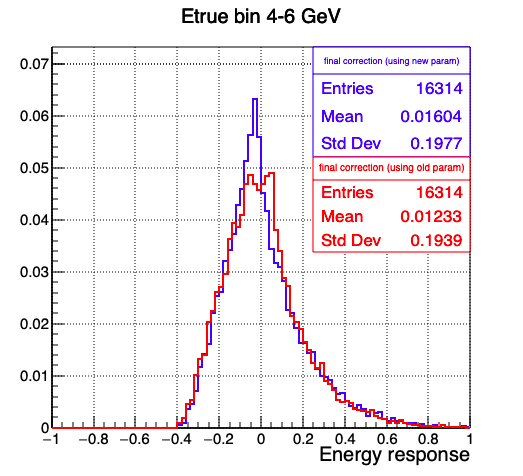 Etrue bin 4-6 GeV
final correction (using new param)
Entries 16314
Mean 0.01604
Std Dev 0.1977
final correction (using old param)
Entries 16314
Mean 0.01233
Std Dev 0.1939
0.07
0.06
0.05
0.04
0.03
0.02
0.01
0
−1 −0.8 −0.6 −0.4 −0.2 0 0.2 0.4 0.6 0.8 1
Energy response